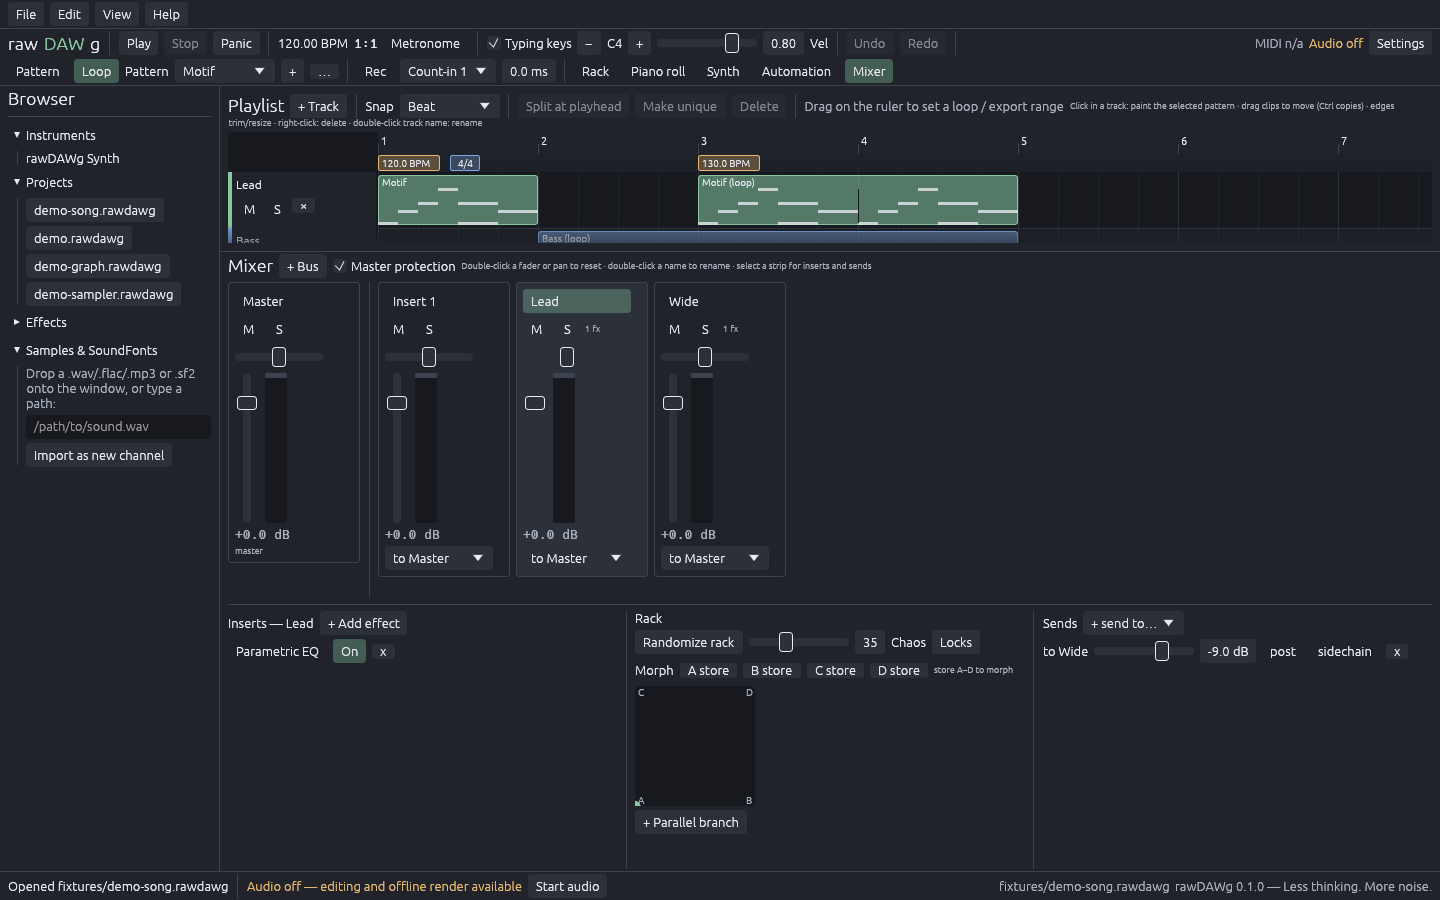 File Edit View Help
raw DAW g Play Stop Panic 120.00 BPM 1:1 Metronome Typing keys − C4 + 0.80 Vel Undo Redo MIDI n/a Audio off Settings
Pattern Loop Pattern Motif + ... Rec Count-in 1 0.0 ms Rack Piano roll Synth Automation Mixer
Browser
Instruments
rawDAWg Synth
Projects
demo-song.rawdawg
demo.rawdawg
demo-graph.rawdawg
demo-sampler.rawdawg
Effects
Samples & SoundFonts
Drop a .wav/.flac/.mp3 or .sf2
onto the window, or type a
path:
/path/to/sound.wav
Import as new channel
Playlist + Track Snap Beat Split at playhead Make unique Delete Drag on the ruler to set a loop / export range Click in a track: paint the selected pattern · drag clips to move (Ctrl copies) · edges
trim/resize · right-click: delete · double-click track name: rename
1 2 3 4 5 6 7
120.0 BPM 4/4 130.0 BPM
Lead Motif Motif (loop)
M S ×
Bass Bass (loop)
Mixer + Bus Master protection Double-click a fader or pan to reset · double-click a name to rename · select a strip for inserts and sends
Master Insert 1 Lead Wide
M S M S M S 1 fx M S 1 fx
+0.0 dB +0.0 dB +0.0 dB +0.0 dB
master to Master to Master to Master
Inserts — Lead + Add effect
Parametric EQ On x
Rack
Randomize rack 35 Chaos Locks
Morph A store B store C store D store store A–D to morph
C D
A B
+ Parallel branch
Sends + send to...
to Wide -9.0 dB post sidechain x
Opened fixtures/demo-song.rawdawg Audio off — editing and offline render available Start audio fixtures/demo-song.rawdawg rawDAWg 0.1.0 — Less thinking. More noise.